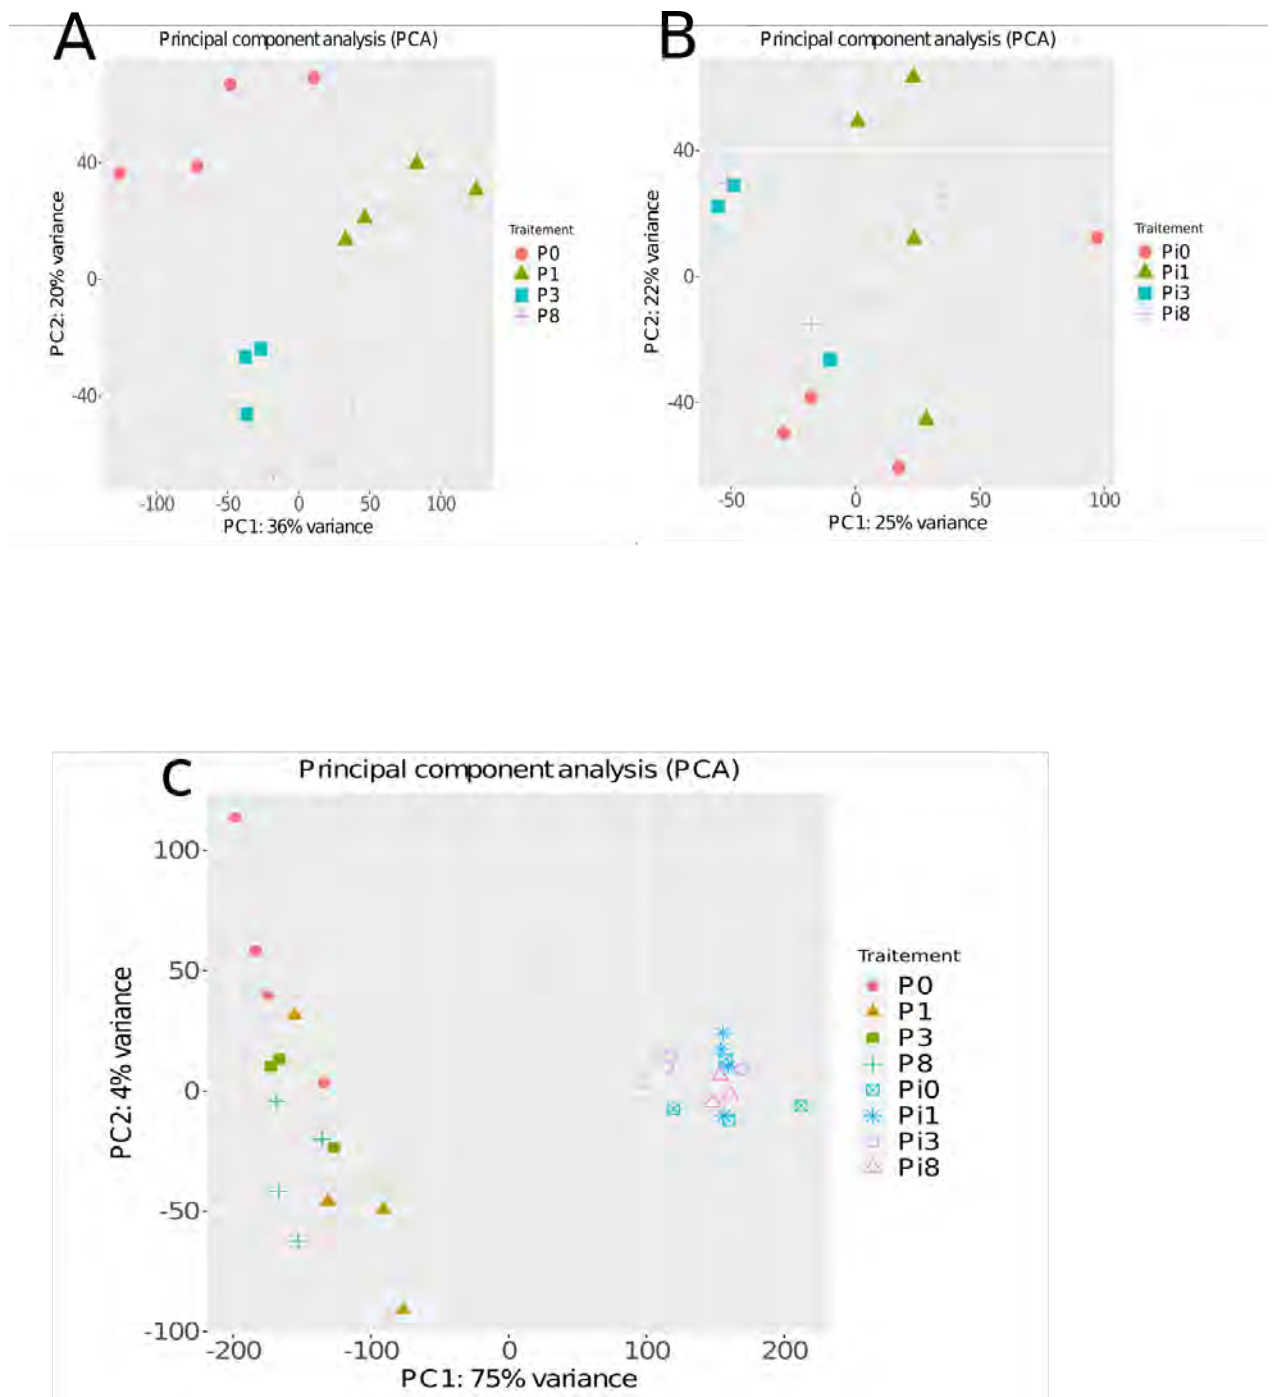 A
Principal component analysis (PCA)
40
0
-40
PC2: 20% variance
-100 -50 0 50 100
PC1: 36% variance
Traitement
P0
P1
P3
P8
B
Principal component analysis (PCA)
40
0
-40
PC2: 22% variance
-50 0 50 100
PC1: 25% variance
Traitement
Pi0
Pi1
Pi3
Pi8
C
Principal component analysis (PCA)
100
50
0
-50
-100
PC2: 4% variance
-200 -100 0 100 200
PC1: 75% variance
Traitement
P0
P1
P3
P8
Pi0
Pi1
Pi3
Pi8